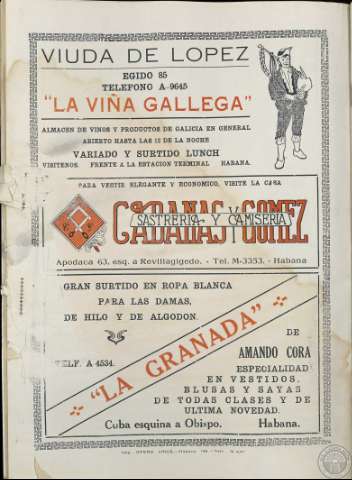 VIUDA DE LOPEZ
EGIDO 85
TELEFONO A-9645
"LA VIÑA GALLEGA"
ALMACEN DE VINOS Y PRODUCTOS DE GALICIA EN GENERAL
ABIERTO HASTA LAS 12 DE LA NOCHE
VARIADO Y SURTIDO LUNCH
VISITENOS. FRENTE A LA ESTACION TERMINAL HABANA.
PARA VESTIR ELEGANTE Y ECONOMICO, VISITE LA CASA
CABANAS Y GOMEZ
SASTRERIA Y CAMISERIA
Apodaca 63, esq. a Revillagigedo. - Tel. M-3353. - Habana
GRAN SURTIDO EN ROPA BLANCA
PARA LAS DAMAS,
DE HILO Y DE ALGODON.
TELF. A 4534.
"LA GRANADA"
DE
AMANDO CORA
ESPECIALIDAD
EN VESTIDOS,
BLUSAS Y SAYAS
DE TODAS CLASES Y DE
ULTIMA NOVEDAD.
Cuba esquina a Obispo. Habana.